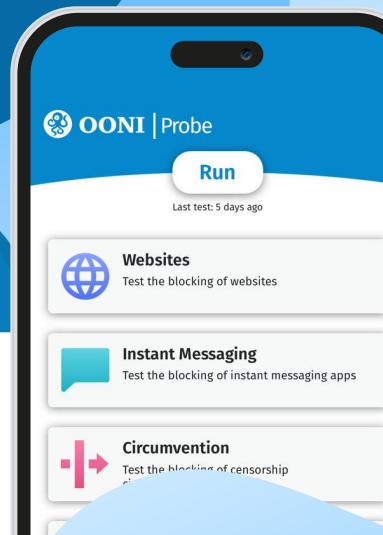 OONI | Probe
Run
Last test: 5 days ago
Websites
Test the blocking of websites
Instant Messaging
Test the blocking of instant messaging apps
Circumvention
Test the blocking of censorship